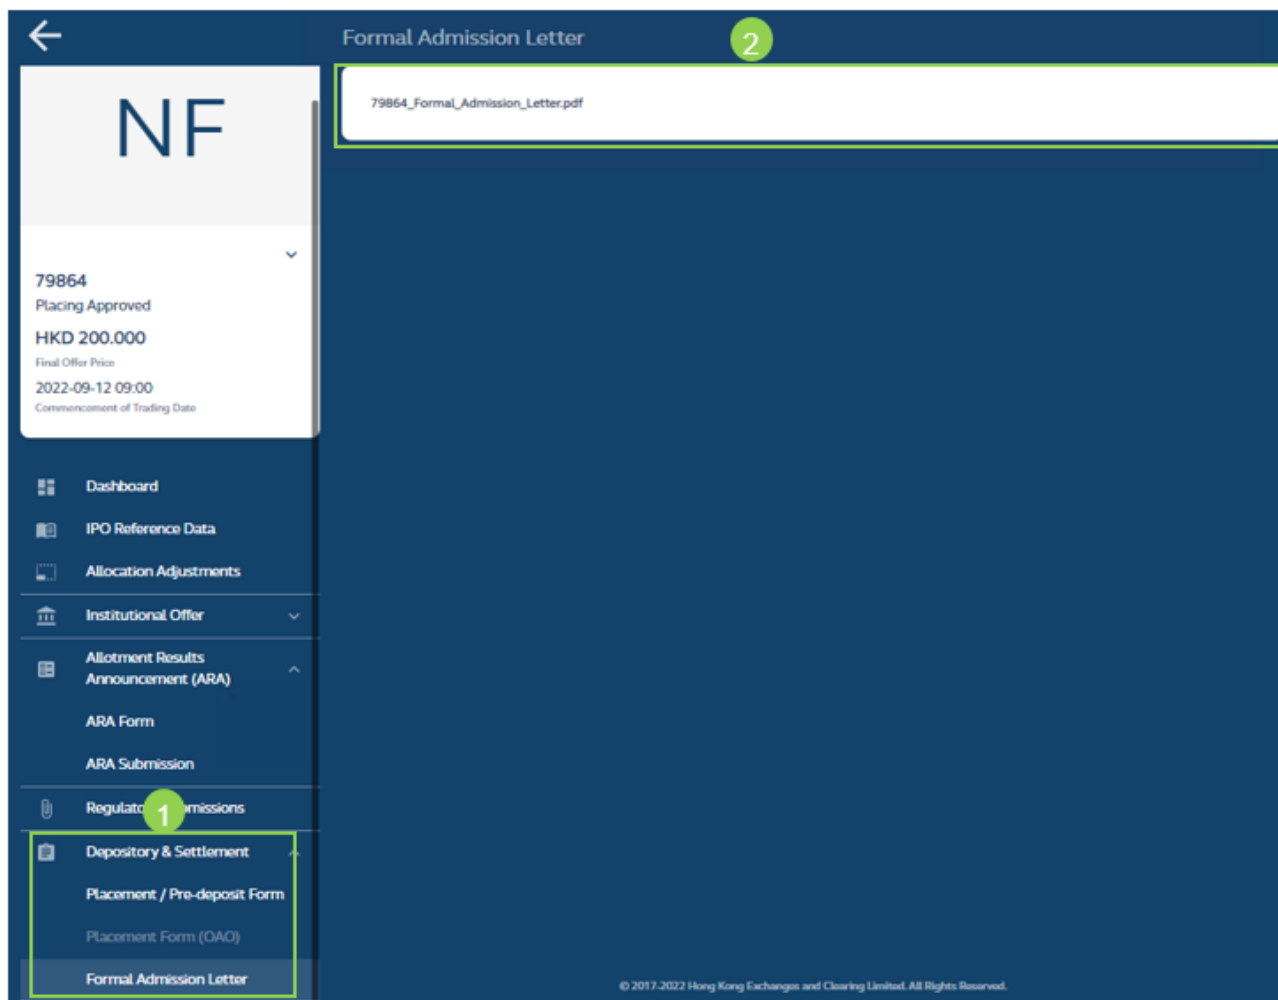 Formal Admission Letter
2
79864_Formal_Admission_Letter.pdf
NF
79864
Placing Approved
HKD 200.000
Final Offer Price
2022-09-12 09:00
Commencement of Trading Date
Dashboard
IPO Reference Data
Allocation Adjustments
Institutional Offer
Allotment Results
Announcement (ARA)
ARA Form
ARA Submission
1
Depository & Settlement
Placement / Pre-deposit Form
Placement Form (OAO)
Formal Admission Letter
© 2017-2022 Hong Kong Exchanges and Clearing Limited. All Rights Reserved.